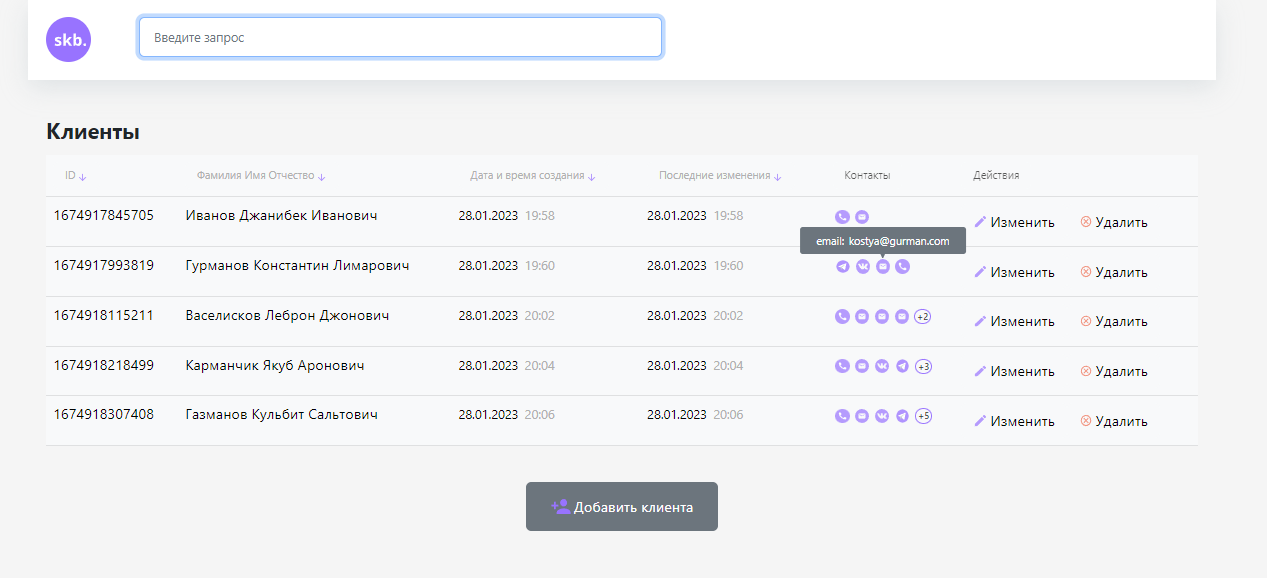 skb.
Введите запрос
Клиенты
ID ↓ Фамилия Имя Отчество ↓ Дата и время создания ↓ Последние изменения ↓ Контакты Действия
1674917845705 Иванов Джанибек Иванович 28.01.2023 19:58 28.01.2023 19:58 Изменить Удалить
email: kostya@gurman.com
1674917993819 Гурманов Константин Лимарович 28.01.2023 19:60 28.01.2023 19:60 Изменить Удалить
1674918115211 Васелисков Леброн Джонович 28.01.2023 20:02 28.01.2023 20:02 +2 Изменить Удалить
1674918218499 Карманчик Якуб Аронович 28.01.2023 20:04 28.01.2023 20:04 +3 Изменить Удалить
1674918307408 Газманов Кульбит Сальтович 28.01.2023 20:06 28.01.2023 20:06 +5 Изменить Удалить
Добавить клиента